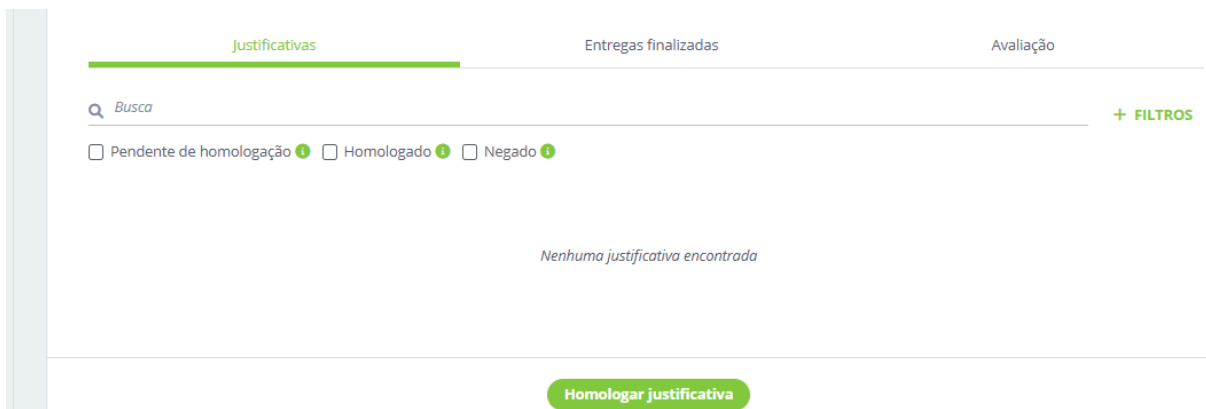 Justificativas
Entregas finalizadas
Avaliação
Busca
+ FILTROS
Pendente de homologação
Homologado
Negado
Nenhuma justificativa encontrada
Homologar justificativa